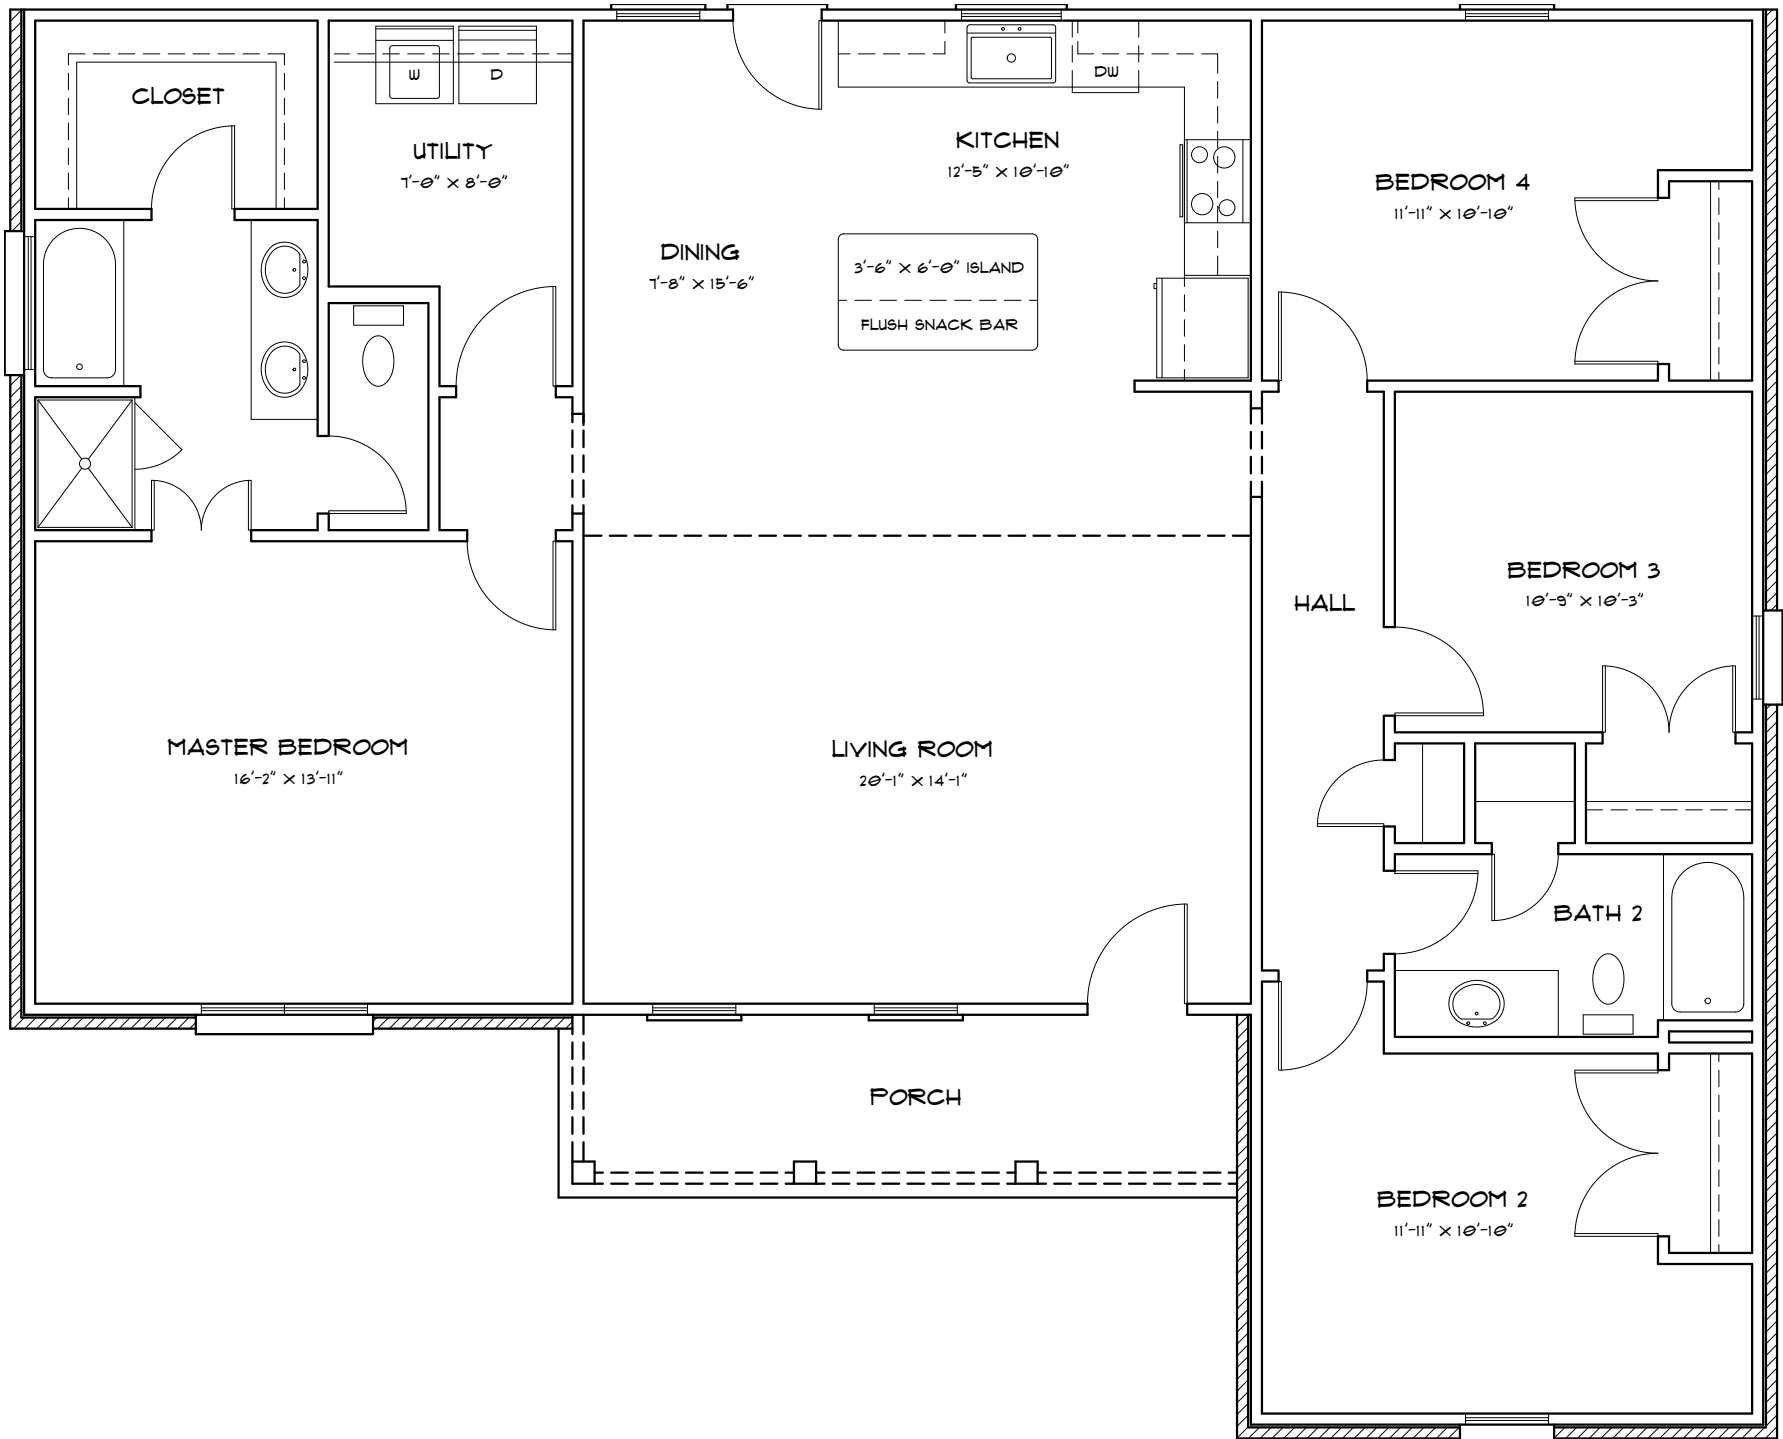 CLOSET
W
D
UTILITY
7'-0" X 8'-0"
DW
KITCHEN
12'-5" X 10'-10"
DINING
7'-8" X 15'-6"
3'-6" X 6'-0" ISLAND
FLUSH SNACK BAR
BEDROOM 4
11'-11" X 10'-10"
HALL
BEDROOM 3
10'-9" X 10'-3"
MASTER BEDROOM
16'-2" X 13'-11"
LIVING ROOM
20'-1" X 14'-1"
BATH 2
PORCH
BEDROOM 2
11'-11" X 10'-10"